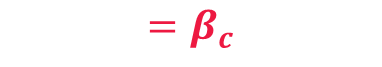 = β_c